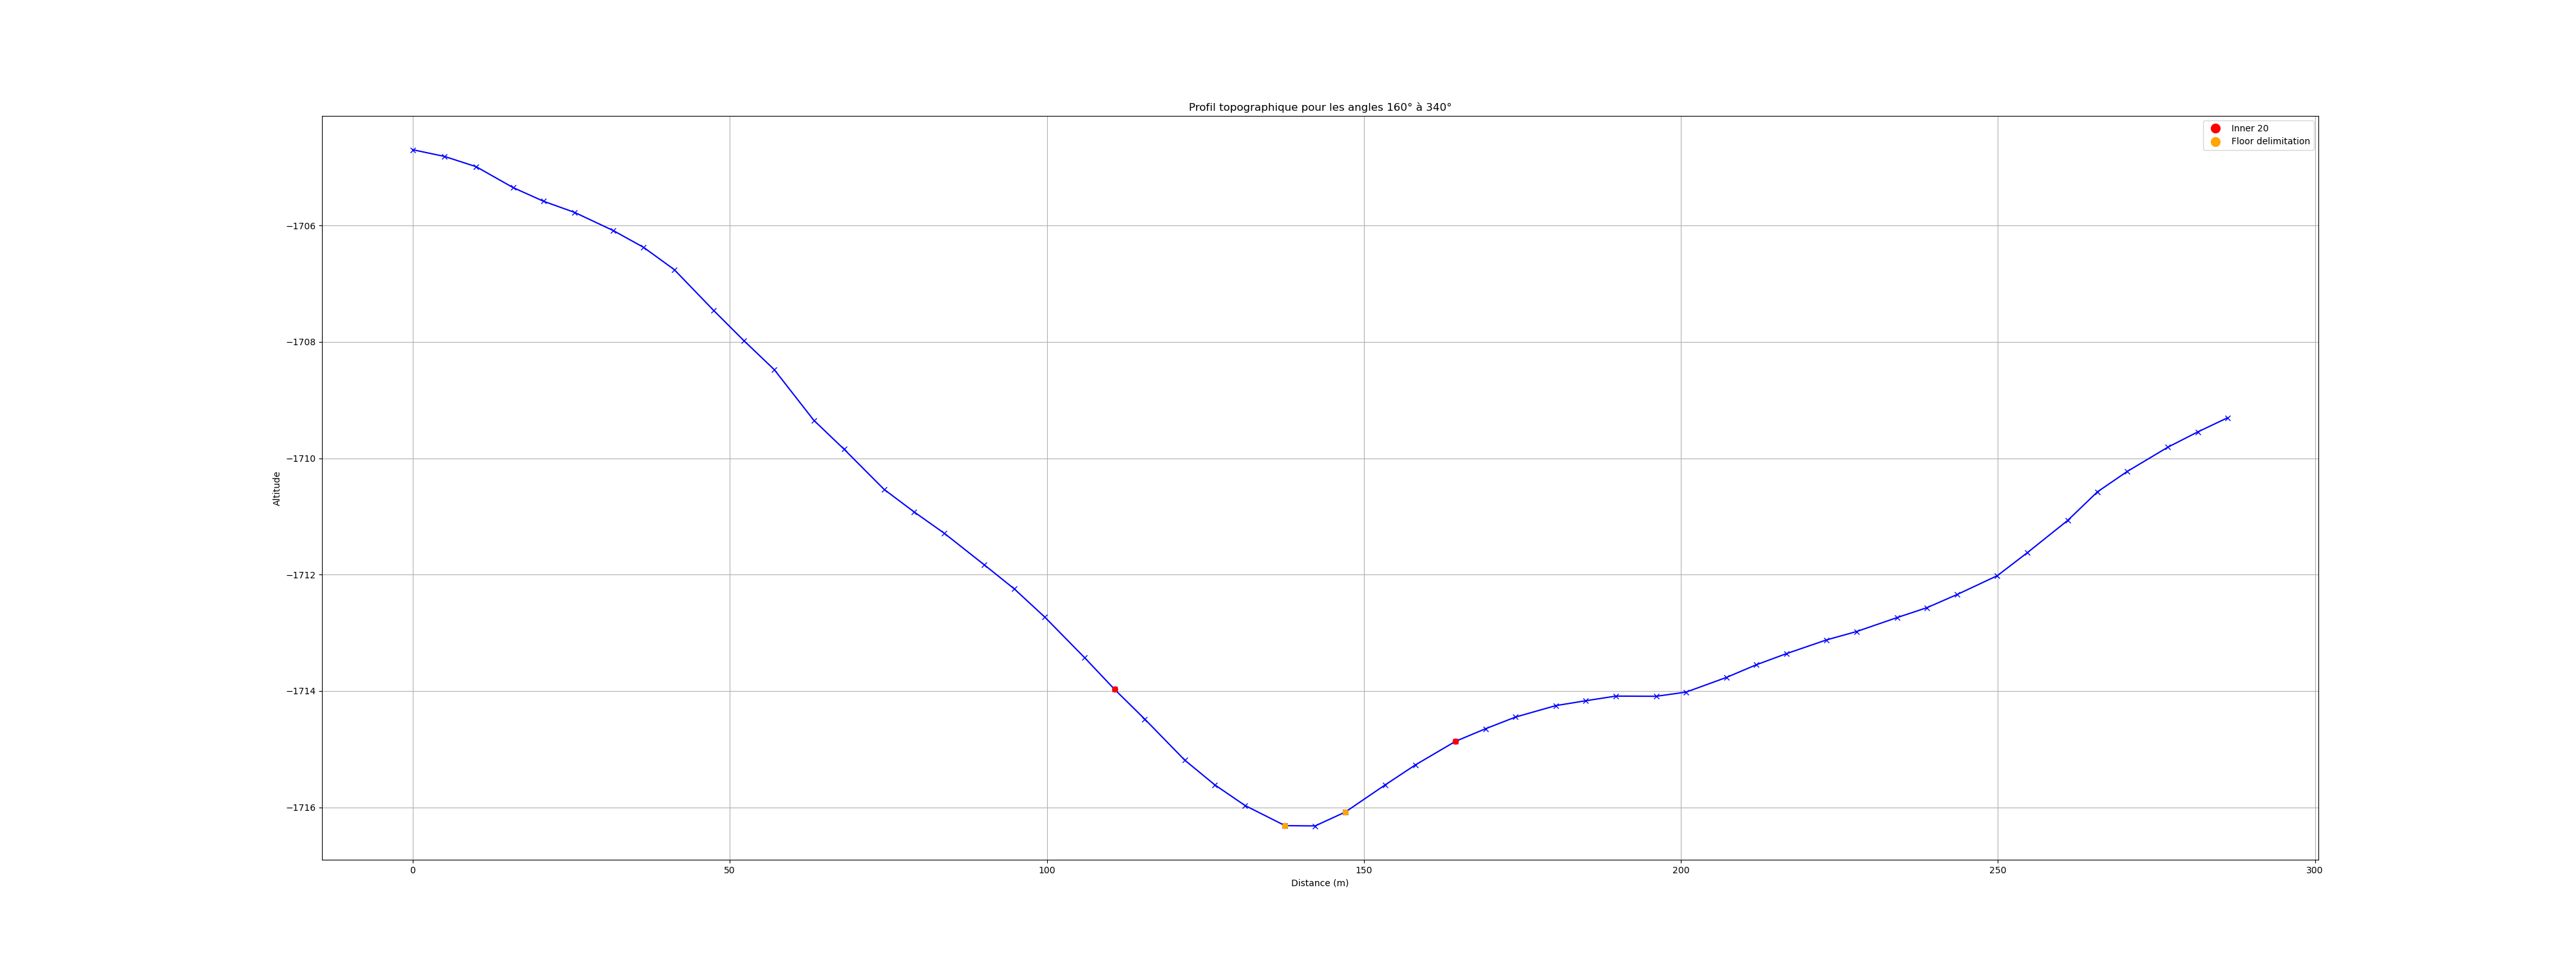 Profil topographique pour les angles 160° à 340°
Inner 20
Floor delimitation
−1706
−1708
−1710
−1712
−1714
−1716
Altitude
0 50 100 150 200 250 300
Distance (m)